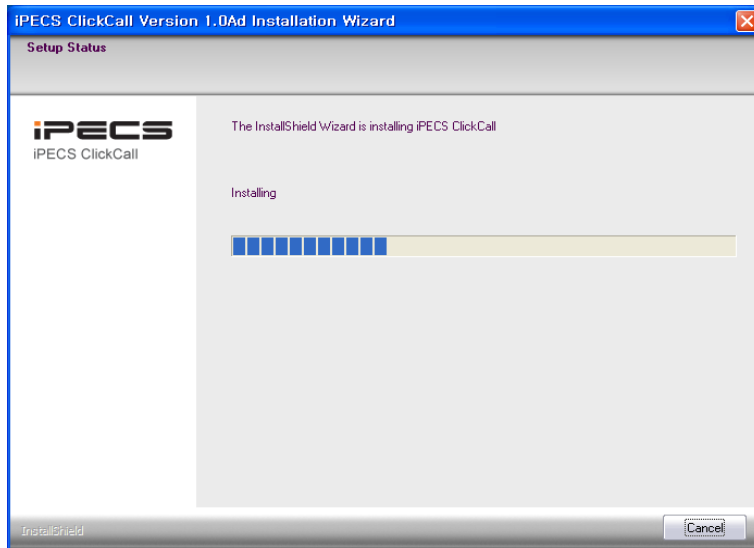 iPECS ClickCall Version 1.0Ad Installation Wizard
Setup Status
iPECS
iPECS ClickCall
The InstallShield Wizard is installing iPECS ClickCall
Installing
InstallShield
Cancel